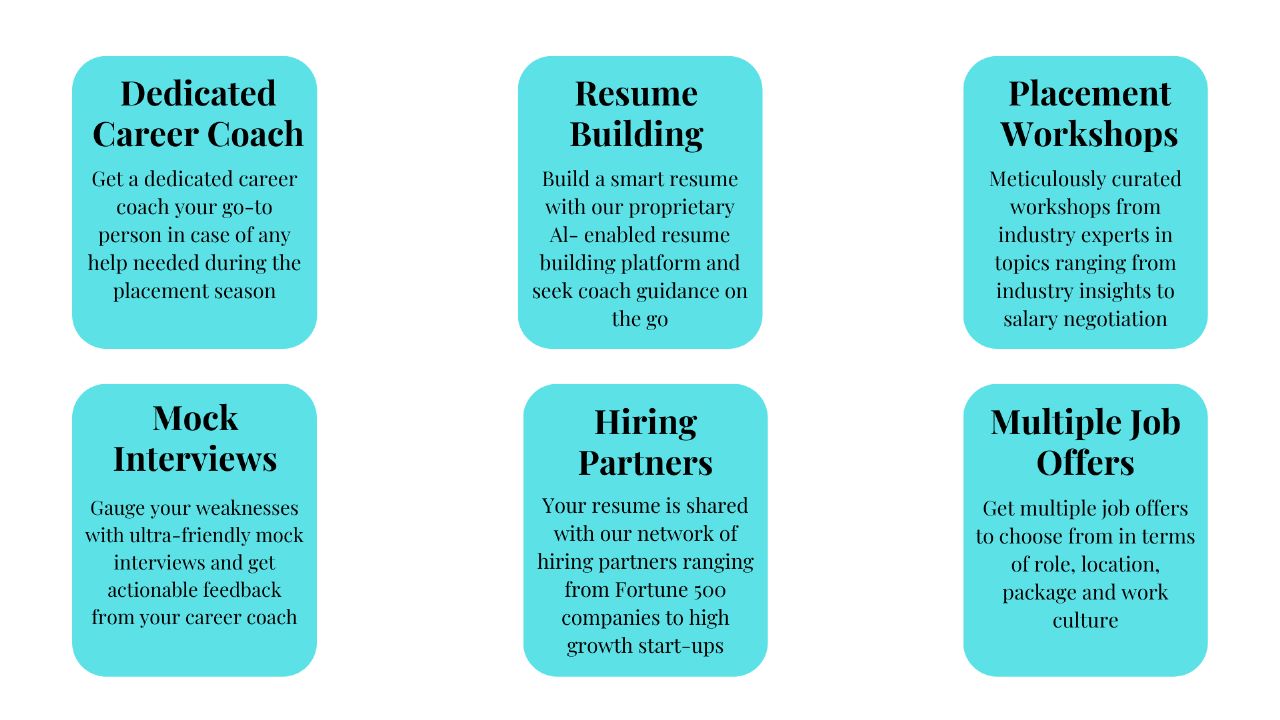 Dedicated
Career Coach
Get a dedicated career
coach your go-to
person in case of any
help needed during the
placement season
Resume
Building
Build a smart resume
with our proprietary
Al- enabled resume
building platform and
seek coach guidance on
the go
Placement
Workshops
Meticulously curated
workshops from
industry experts in
topics ranging from
industry insights to
salary negotiation
Mock
Interviews
Gauge your weaknesses
with ultra-friendly mock
interviews and get
actionable feedback
from your career coach
Hiring
Partners
Your resume is shared
with our network of
hiring partners ranging
from Fortune 500
companies to high
growth start-ups
Multiple Job
Offers
Get multiple job offers
to choose from in terms
of role, location,
package and work
culture